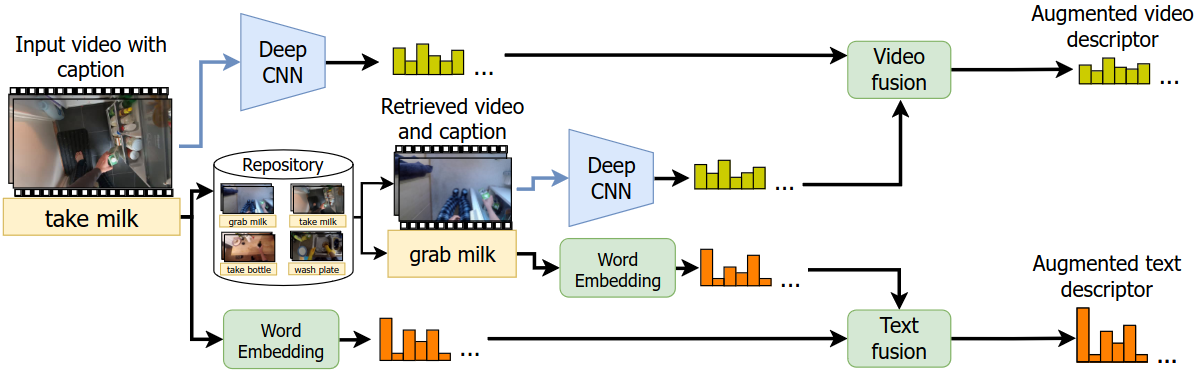 Input video with
caption
take milk
Deep
CNN
...
Video
fusion
Augmented video
descriptor
...
Repository
grab milk
take milk
take bottle
wash plate
Retrieved video
and caption
grab milk
Deep
CNN
...
Word
Embedding
...
Word
Embedding
...
Text
fusion
Augmented text
descriptor
...